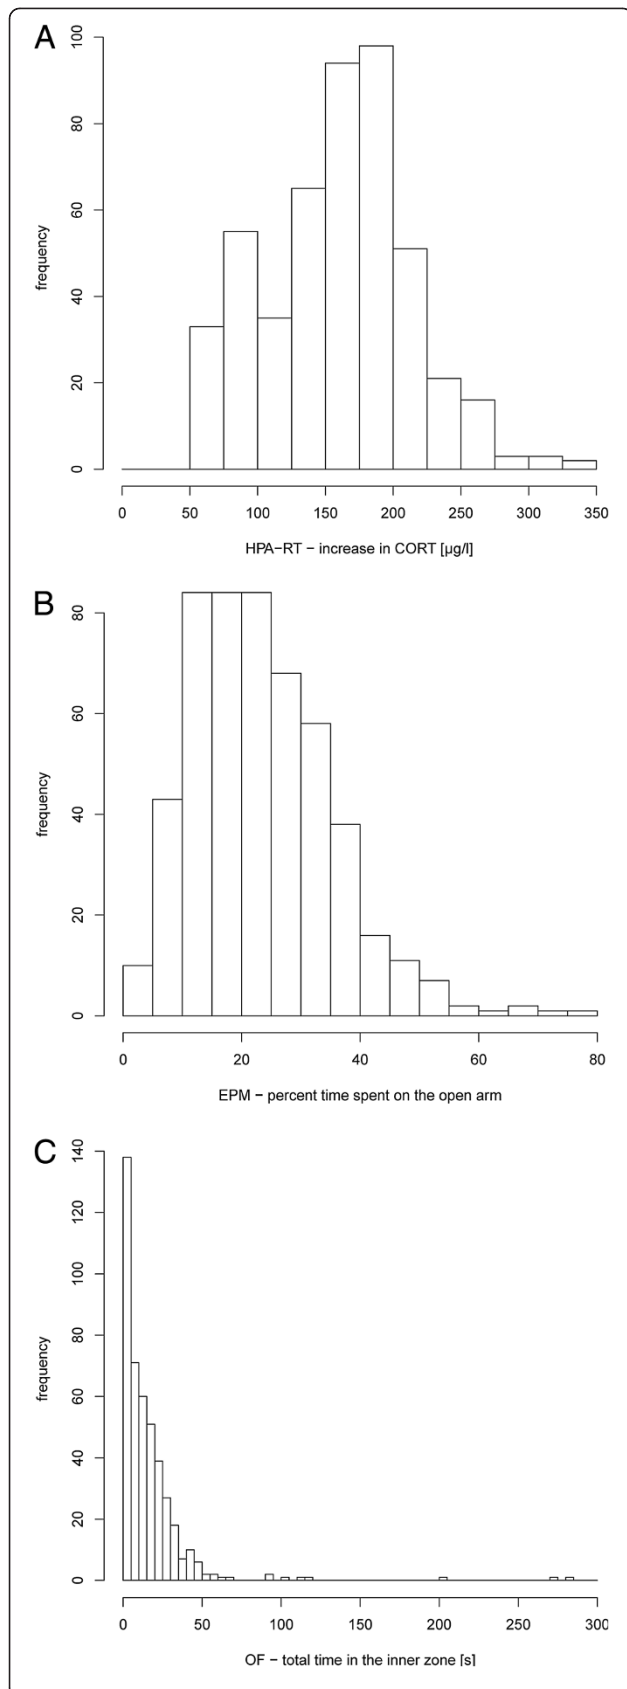 A
100
80
60
40
20
0
frequency
0 50 100 150 200 250 300 350
HPA−RT − increase in CORT [µg/l]
B
80
60
40
20
0
frequency
0 20 40 60 80
EPM − percent time spent on the open arm
C
140
120
100
80
60
40
20
0
frequency
0 50 100 150 200 250 300
OF − total time in the inner zone [s]